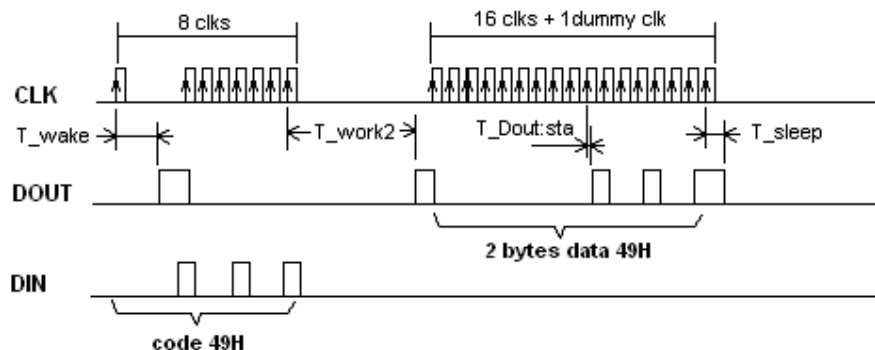 8 clks
16 clks + 1dummy clk
CLK
T_wake
T_work2
T_Dout:sta
T_sleep
DOUT
2 bytes data 49H
DIN
code 49H